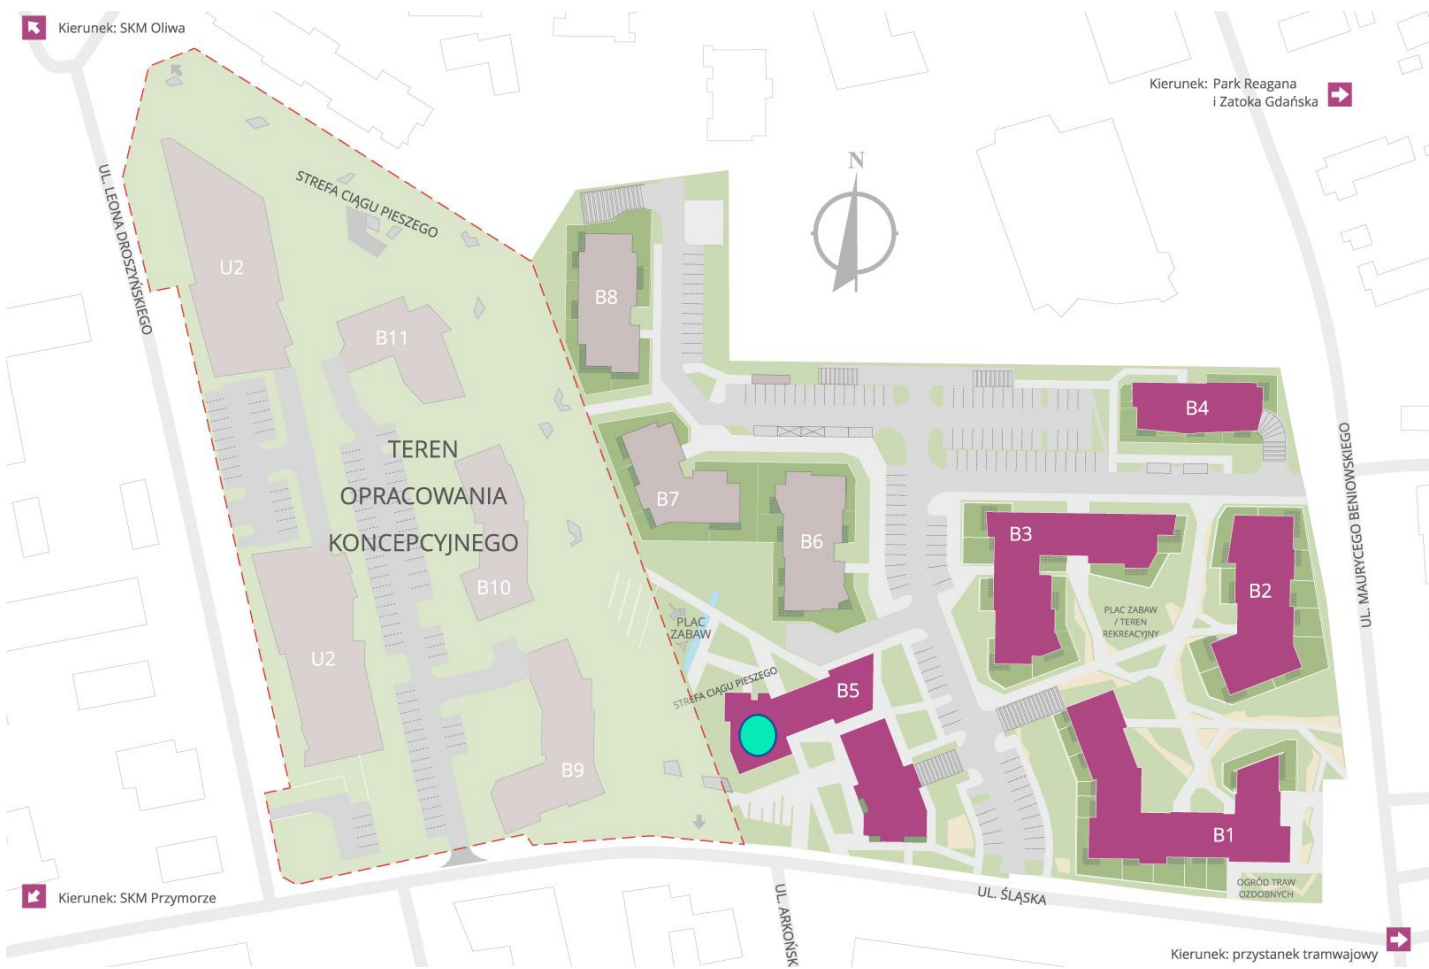 Kierunek: SKM Oliwa
Kierunek: Park Reagana
i Zatoka Gdańska
N
STREFA CIĄGU PIESZEGO
UL. LEONA DROSZYŃSKIEGO
U2
B8
B11
B4
TEREN
OPRACOWANIA
KONCEPCYJNEGO
B7
B6
B3
B2
B10
PLAC
ZABAW
PLAC ZABAW
/ TEREN
REKREACYJNY
UL. MAURYCEGO BENIOWSKIEGO
U2
STREFA CIĄGU PIESZEGO
B5
B9
B1
OGRÓD TRAW
OZDOBNYCH
UL. ŚLĄSKA
UL. ARKOŃSK
Kierunek: SKM Przymorze
Kierunek: przystanek tramwajowy